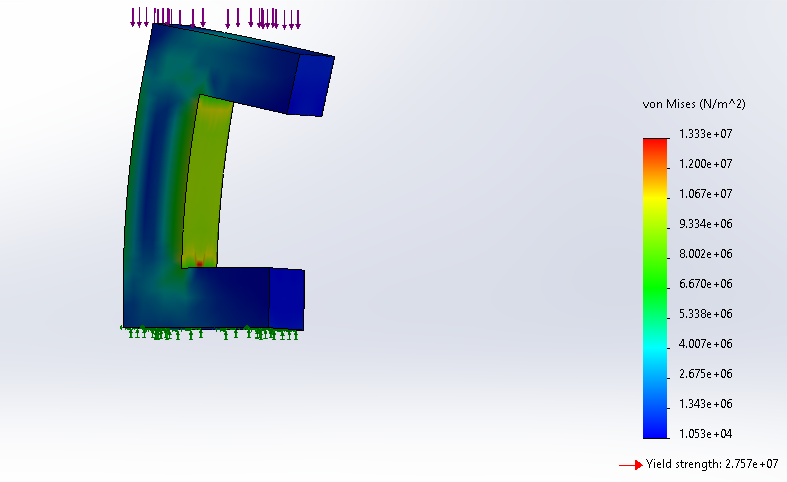 von Mises (N/m^2)
1.333e+07
1.200e+07
1.067e+07
9.334e+06
8.002e+06
6.670e+06
5.338e+06
4.007e+06
2.675e+06
1.343e+06
1.053e+04
Yield strength: 2.757e+07